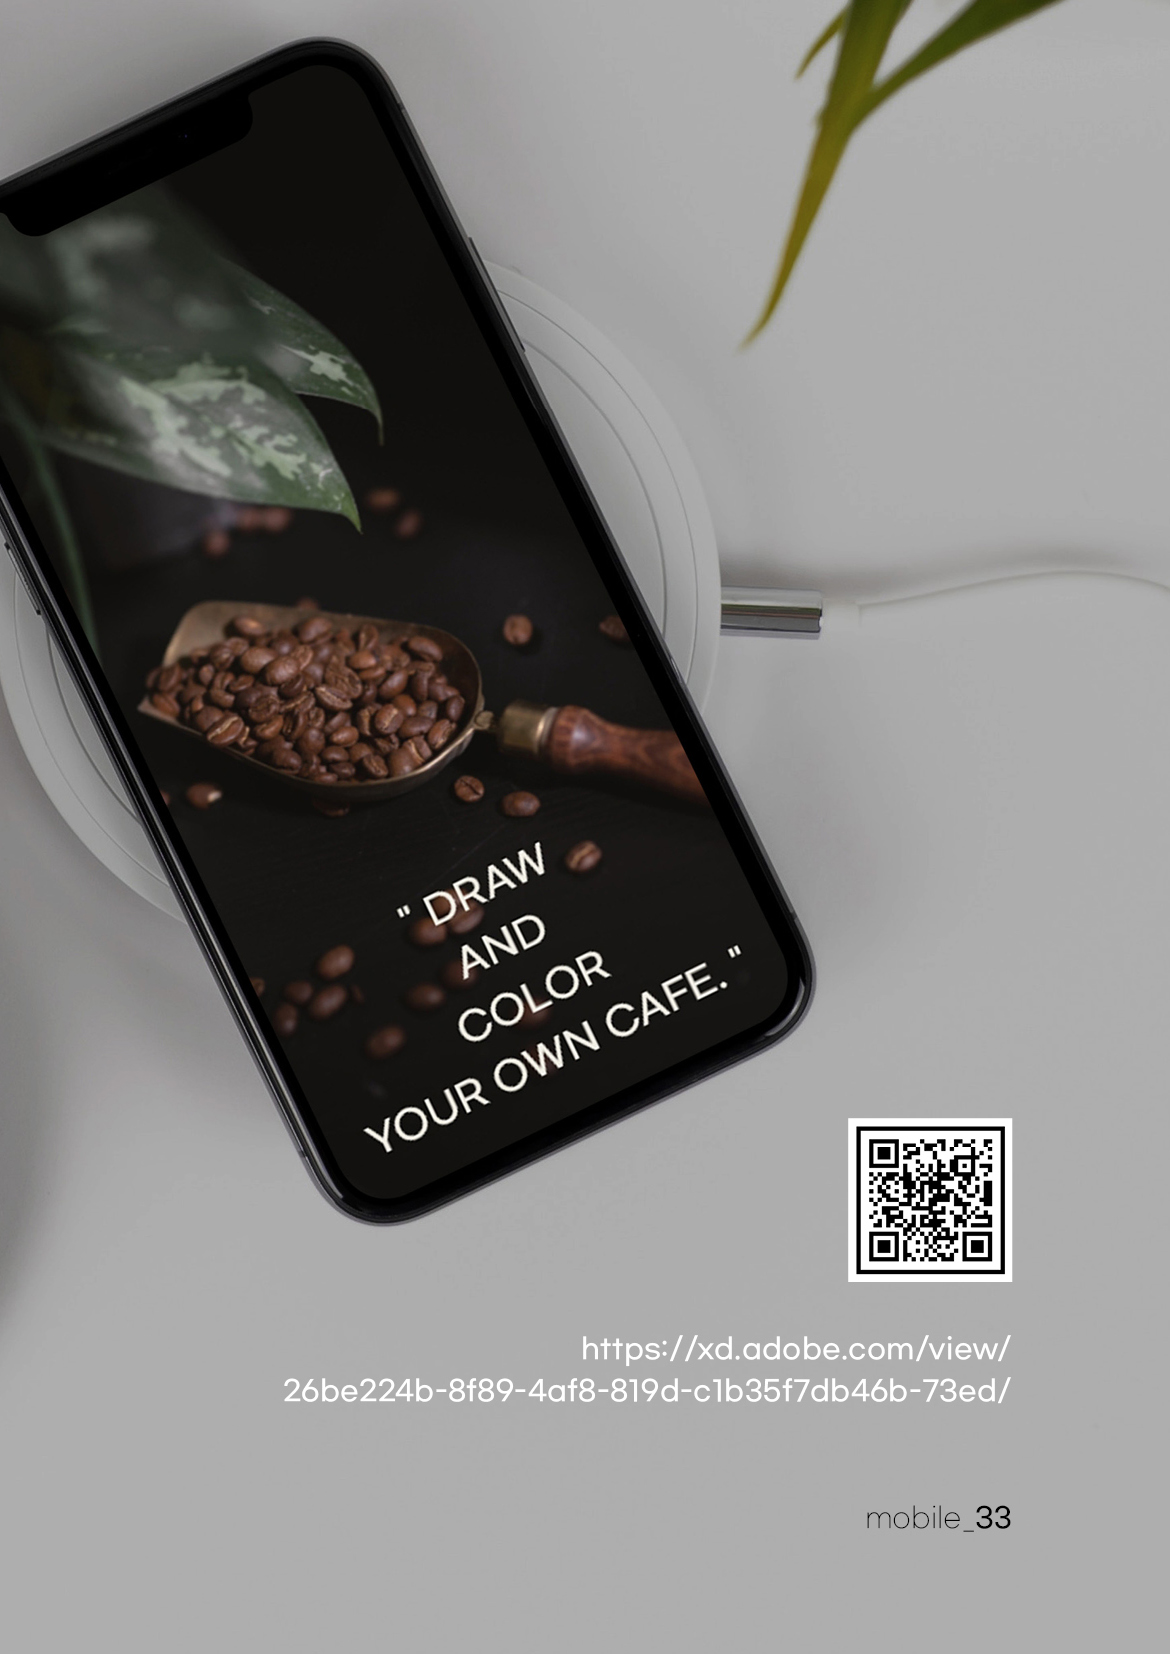 " DRAW
AND
COLOR
YOUR OWN CAFE. "
https://xd.adobe.com/view/
26be224b-8f89-4af8-819d-c1b35f7db46b-73ed/
mobile_33